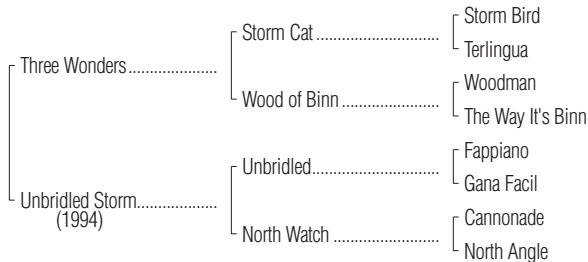 Storm Bird
Storm Cat ..............................
Terlingua
Three Wonders.....................
Woodman
Wood of Binn .......................
The Way It's Binn
Fappiano
Unbridled..............................
Gana Facil
Unbridled Storm...................
(1994)
Cannonade
North Watch .........................
North Angle